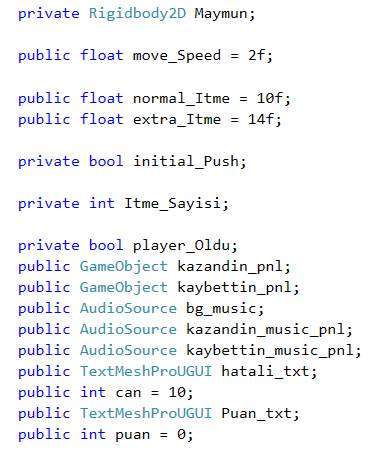 private Rigidbody2D Maymun;
public float move_Speed = 2f;
public float normal_Itme = 10f;
public float extra_Itme = 14f;
private bool initial_Push;
private int Itme_Sayisi;
private bool player_Oldu;
public GameObject kazandin_pnl;
public GameObject kaybettin_pnl;
public AudioSource bg_music;
public AudioSource kazandin_music_pnl;
public AudioSource kaybettin_music_pnl;
public TextMeshProUGUI hatali_txt;
public int can = 10;
public TextMeshProUGUI Puan_txt;
public int puan = 0;